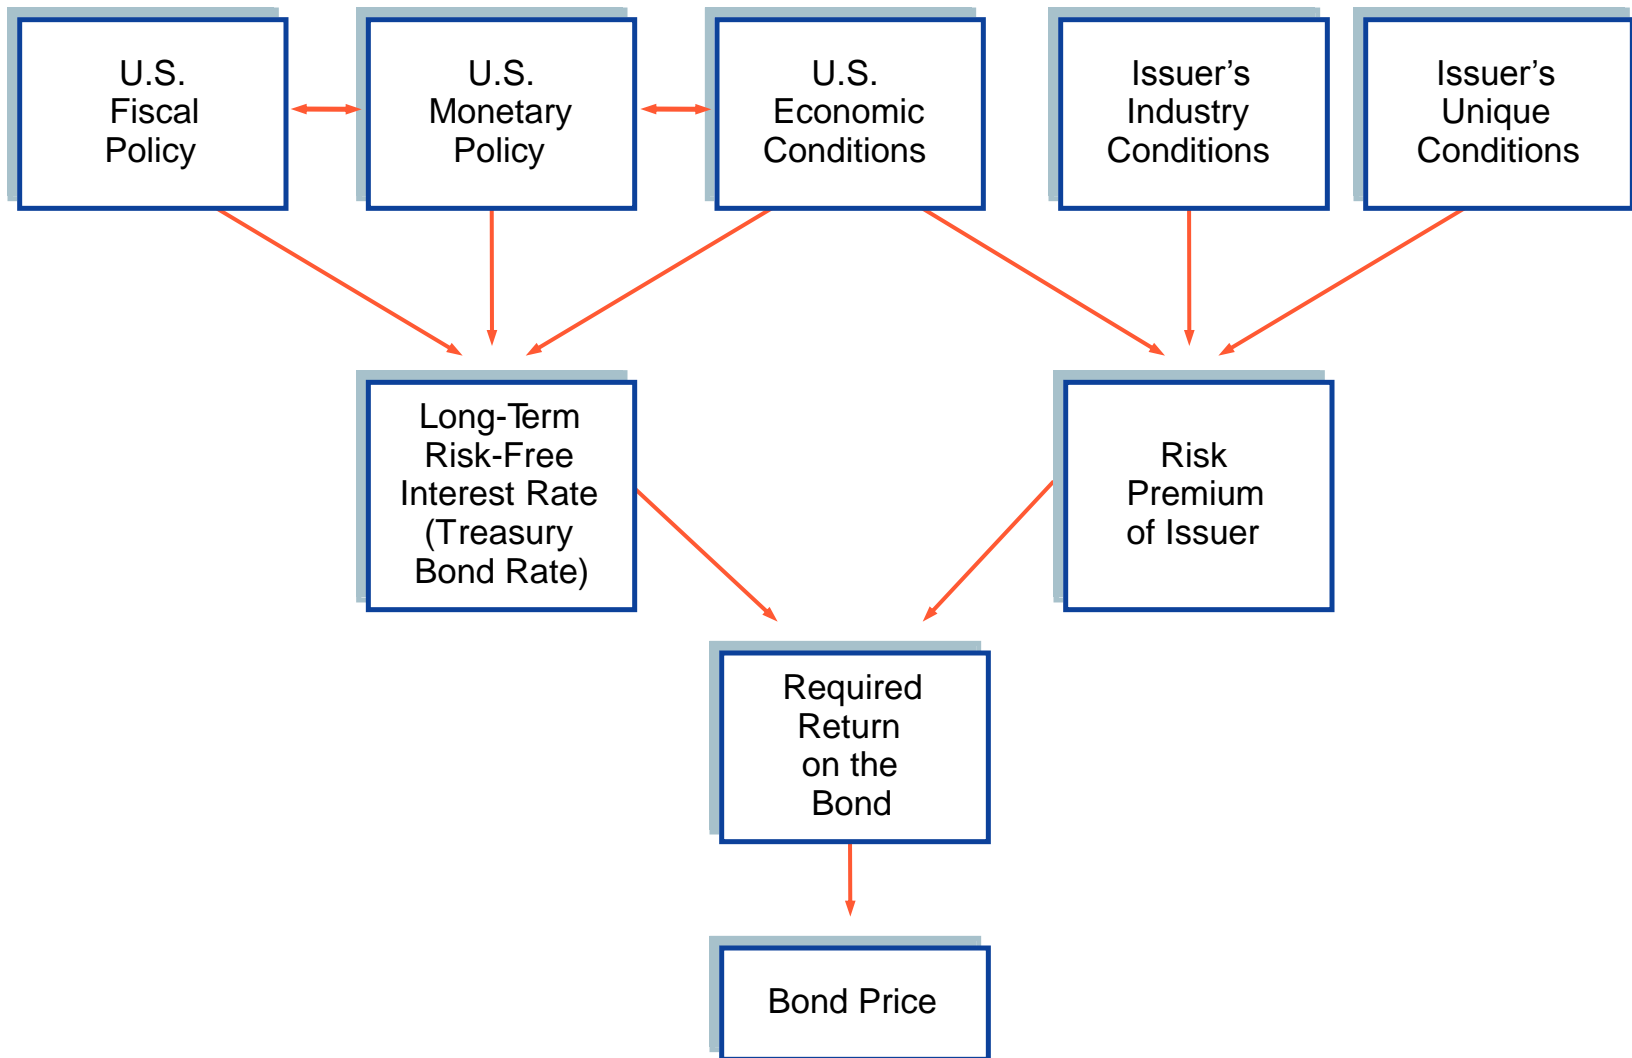 U.S.
Fiscal
Policy
U.S.
Monetary
Policy
U.S.
Economic
Conditions
Issuer’s
Industry
Conditions
Issuer’s
Unique
Conditions
Long-Term
Risk-Free
Interest Rate
(Treasury
Bond Rate)
Risk
Premium
of Issuer
Required
Return
on the
Bond
Bond Price